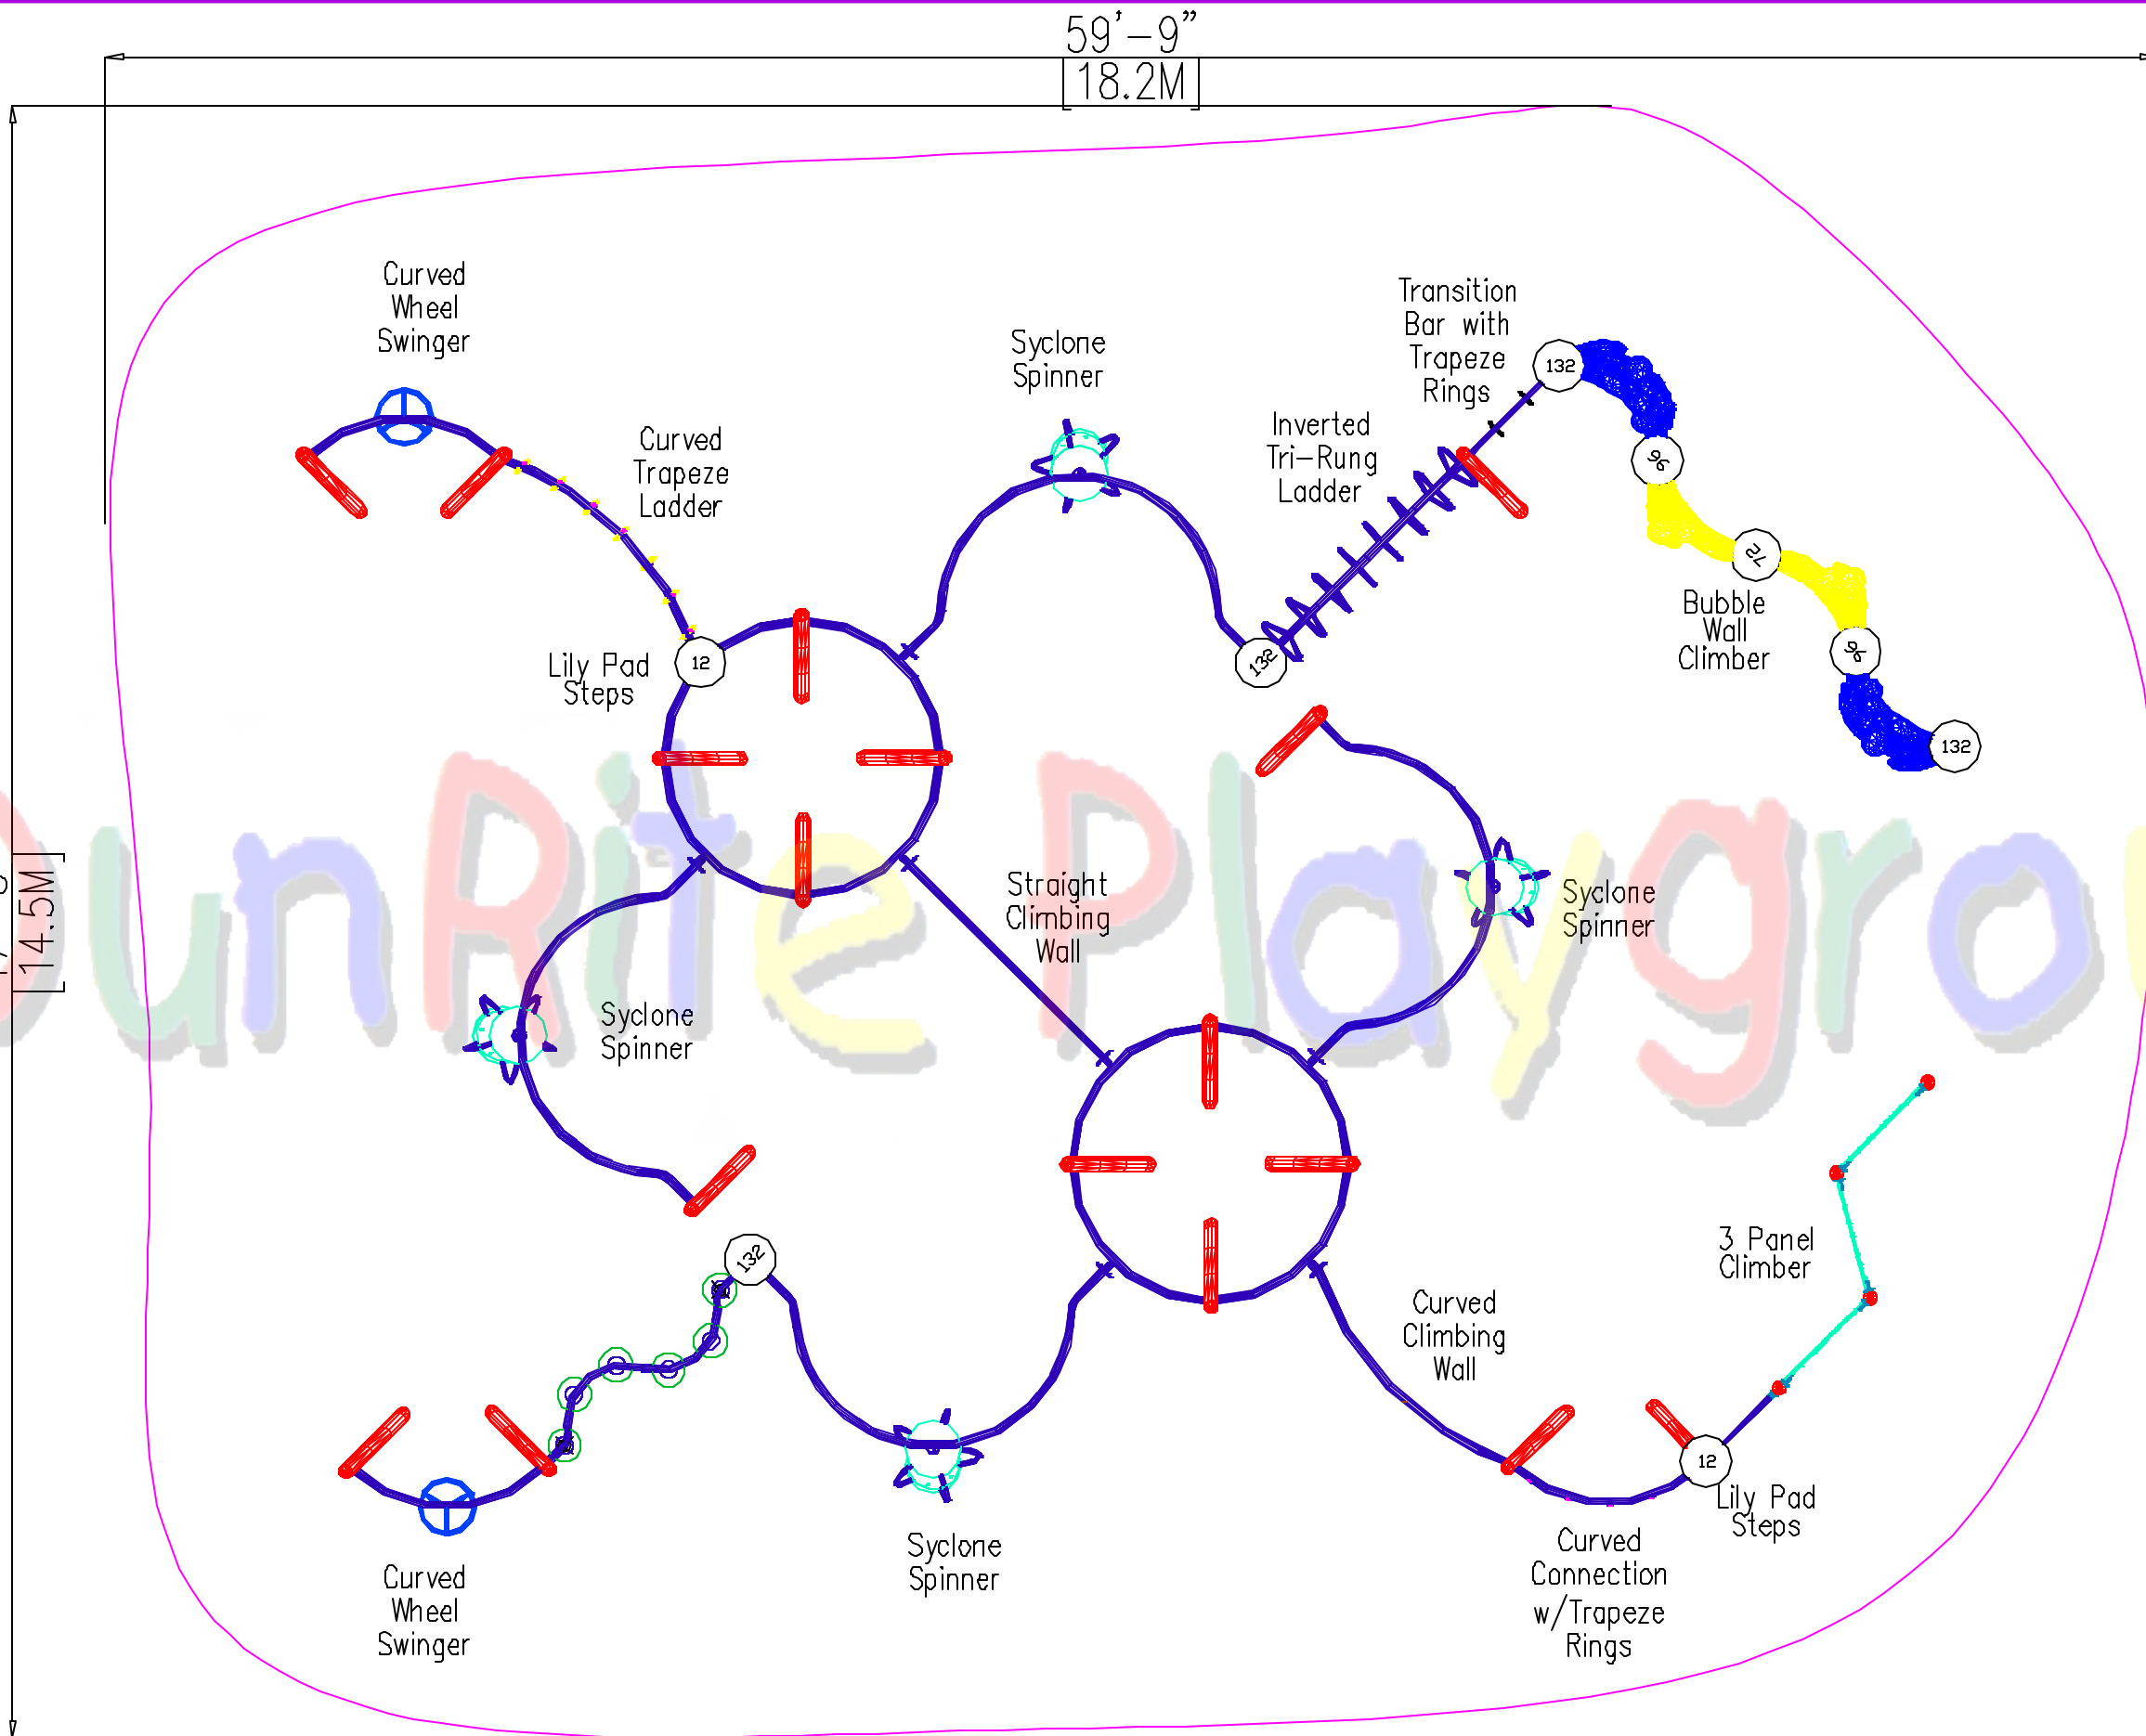 59'-9"
[18.2M]
Curved
Wheel
Swinger
Transition
Bar with
Trapeze
Rings
Syclone
Spinner
132
Inverted
Tri-Rung
Ladder
Curved
Trapeze
Ladder
96
72
Bubble
Wall
Climber
96
Lily Pad
Steps
12
132
132
DunRite Playgrou
[14.5M]
Straight
Climbing
Wall
Syclone
Spinner
Syclone
Spinner
3 Panel
Climber
132
Curved
Climbing
Wall
12
Lily Pad
Steps
Syclone
Spinner
Curved
Connection
w/Trapeze
Rings
Curved
Wheel
Swinger